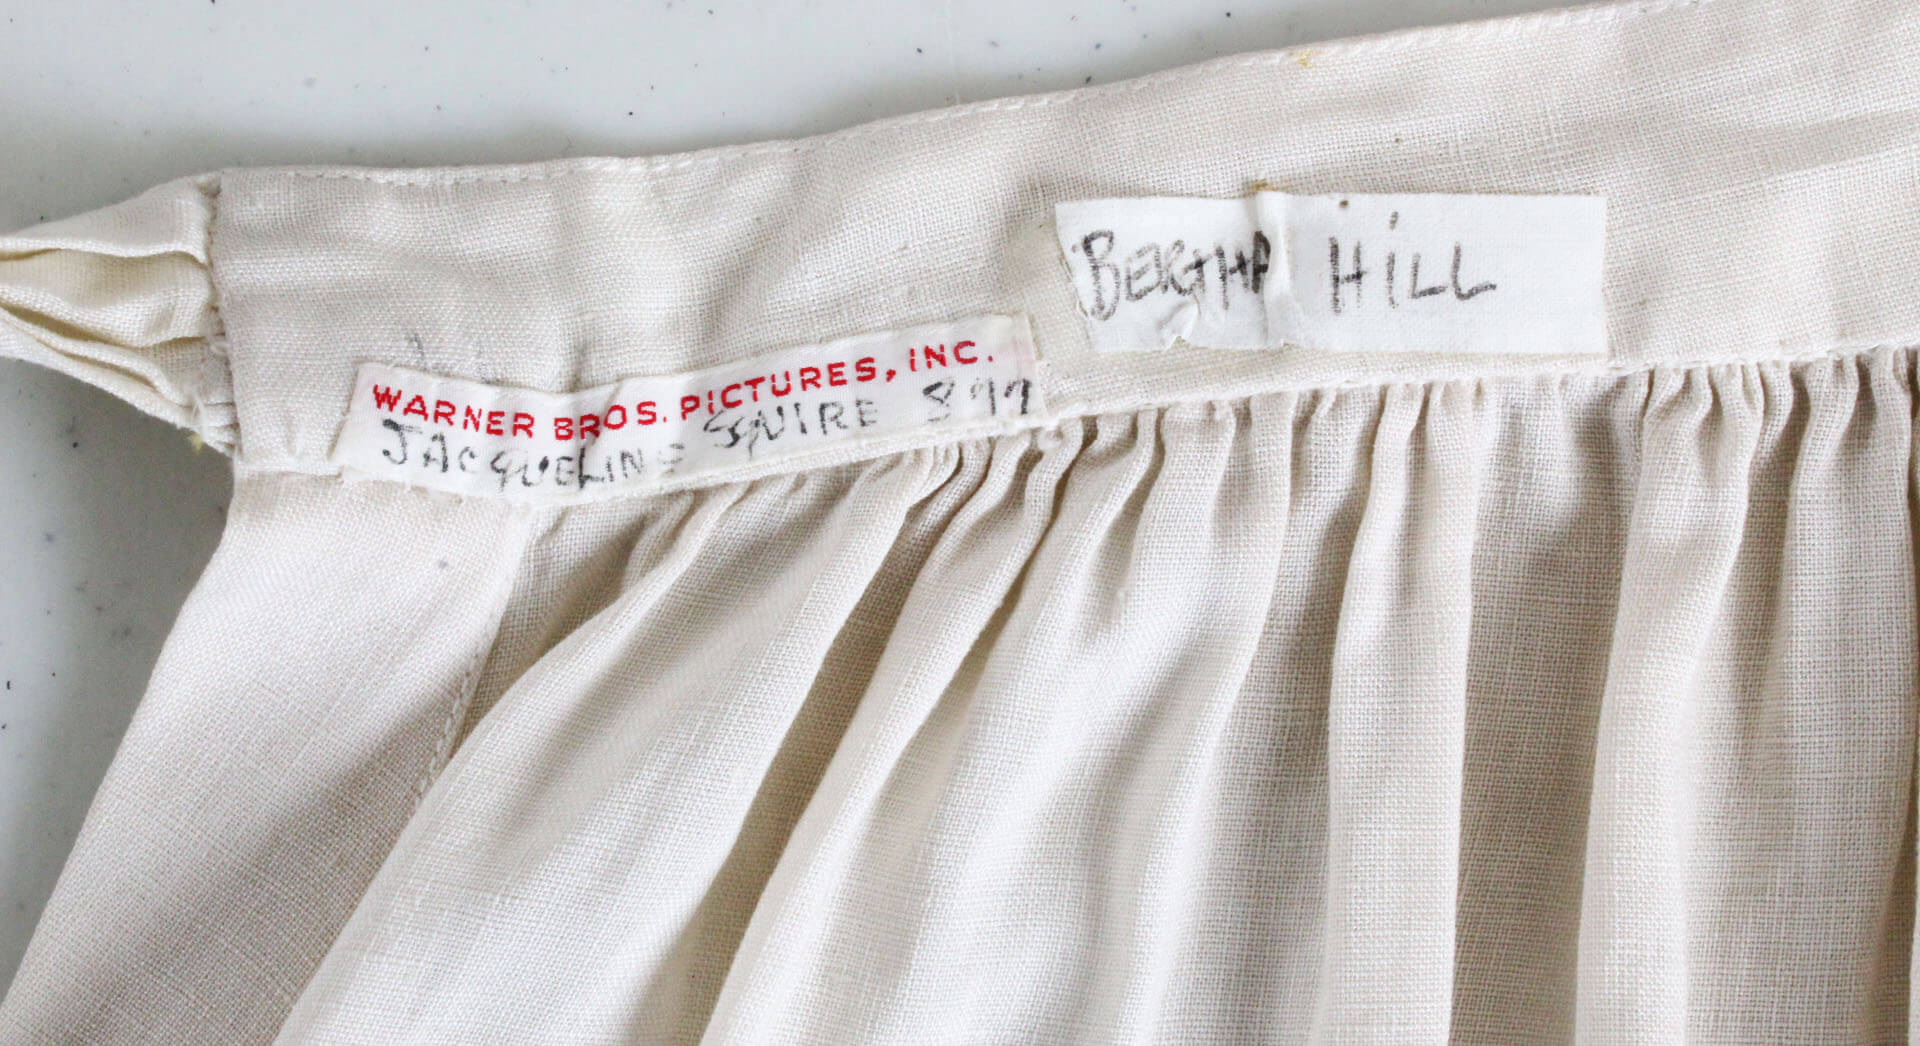 WARNER BROS. PICTURES, INC.
JACQUELINE SQUIRE 877
BERTHA HILL